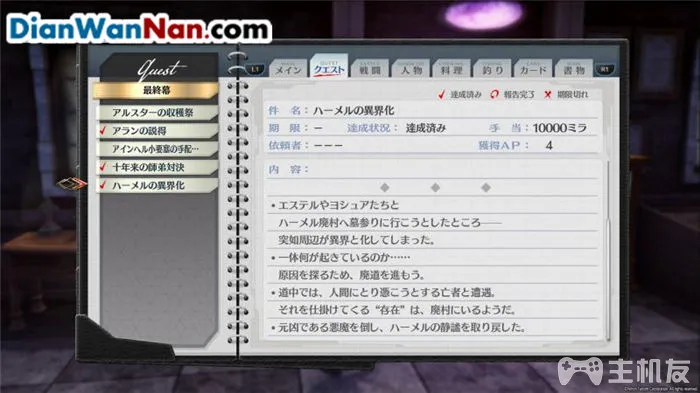 DianWanNan.com
quest
L1
メイン
クエスト
戦闘
人物
料理
釣り
カード
書物
R1
最終幕
アルスターの収穫祭
アランの説得
アインヘル小要塞の手配…
十年来の師弟対決
ハーメルの異界化
達成済み
報告完了
期限切れ
件 名：ハーメルの異界化
期 限：－ 達成状況： 達成済み 手 当：10000ミラ
依頼者：－－－ 獲得ＡＰ： 4
内 容：
・エステルやヨシュアたちと
ハーメル廃村へ墓参りに行こうとしたところ――
突如周辺が異界と化してしまった。
・一体何が起きているのか……
原因を探るため、廃道を進もう。
・道中では、人間にとり憑こうとする亡者と遭遇。
それを仕掛けてくる“存在”は、廃村にいるようだ。
・元凶である悪魔を倒し、ハーメルの静謐を取り戻した。
主机友